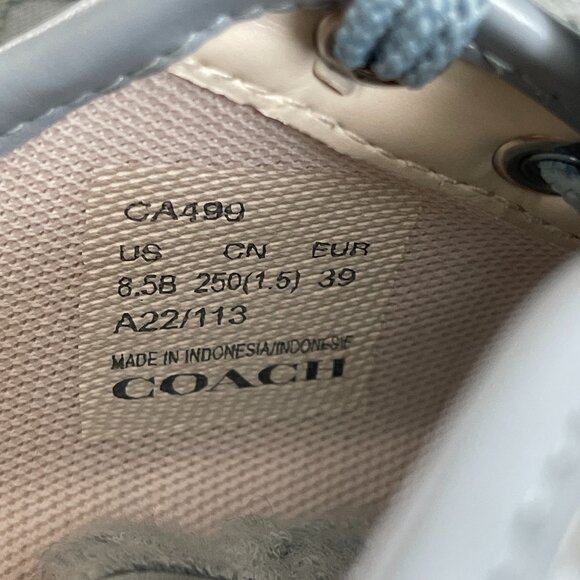 CA499
US CN EUR
8.5B 250(1.5) 39
A22/113
MADE IN INDONESIA/INDONESIE
COACH